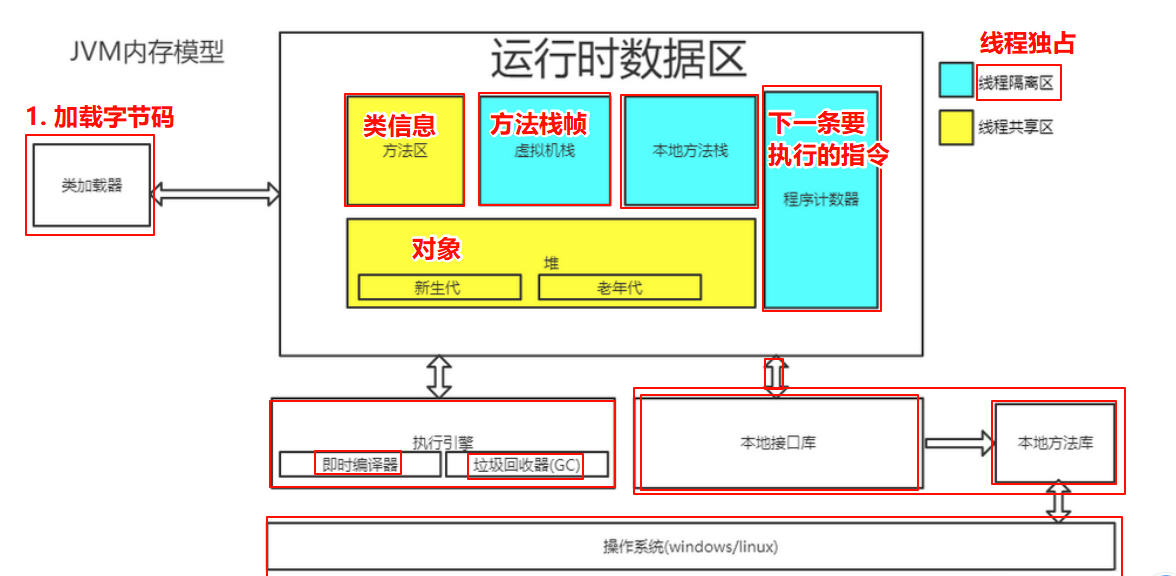 JVM内存模型
运行时数据区
线程独占
线程隔离区
线程共享区
1. 加载字节码
类加载器
类信息
方法区
方法栈帧
虚拟机栈
本地方法栈
下一条要
执行的指令
程序计数器
对象
堆
新生代
老年代
执行引擎
即时编译器
垃圾回收器(GC)
本地接口库
本地方法库
操作系统(windows/linux)